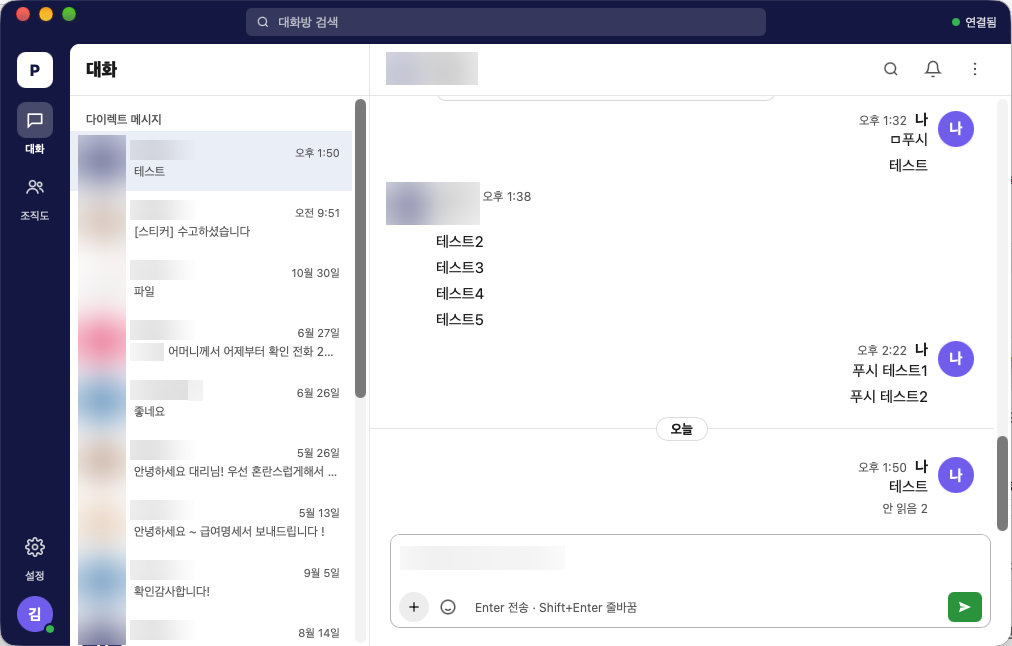 대화방 검색
연결됨
P
대화
조직도
설정
김
대화
다이렉트 메시지
오후 1:50
테스트
오전 9:51
[스티커] 수고하셨습니다
10월 30일
파일
6월 27일
어머니께서 어제부터 확인 전화 2...
6월 26일
좋네요
5월 26일
안녕하세요 대리님! 우선 혼란스럽게해서 ...
5월 13일
안녕하세요 ~ 급여명세서 보내드립니다 !
9월 5일
확인감사합니다!
8월 14일
오후 1:32 나
나
ㅁ푸시
테스트
오후 1:38
테스트2
테스트3
테스트4
테스트5
오후 2:22 나
나
푸시 테스트1
푸시 테스트2
오늘
오후 1:50 나
나
테스트
안 읽음 2
Enter 전송 · Shift+Enter 줄바꿈